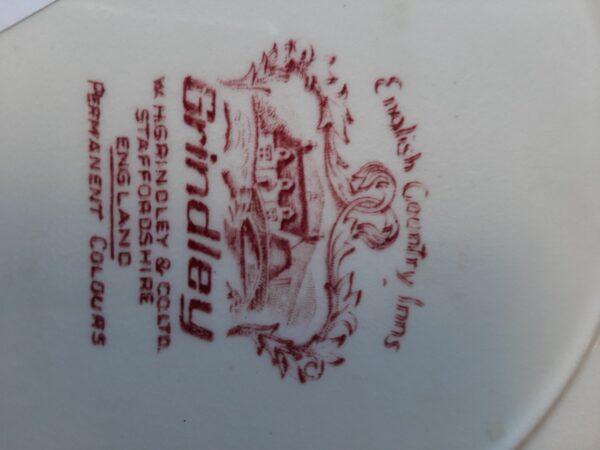 English Country Inns
Grindley
W.H.GRINDLEY & CO.LTD.
STAFFORDSHIRE
ENGLAND
PERMANENT COLOURS